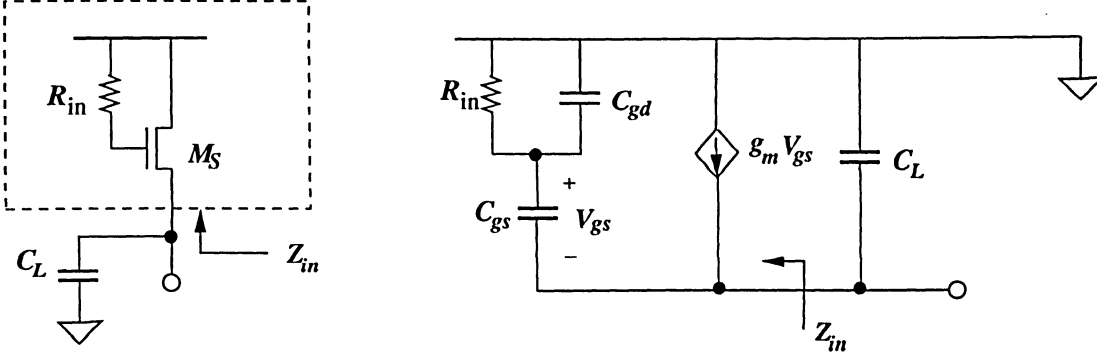 R_in
M_S
C_L
Z_in
R_in
C_gd
C_gs
+
V_gs
−
g_m V_gs
C_L
Z_in